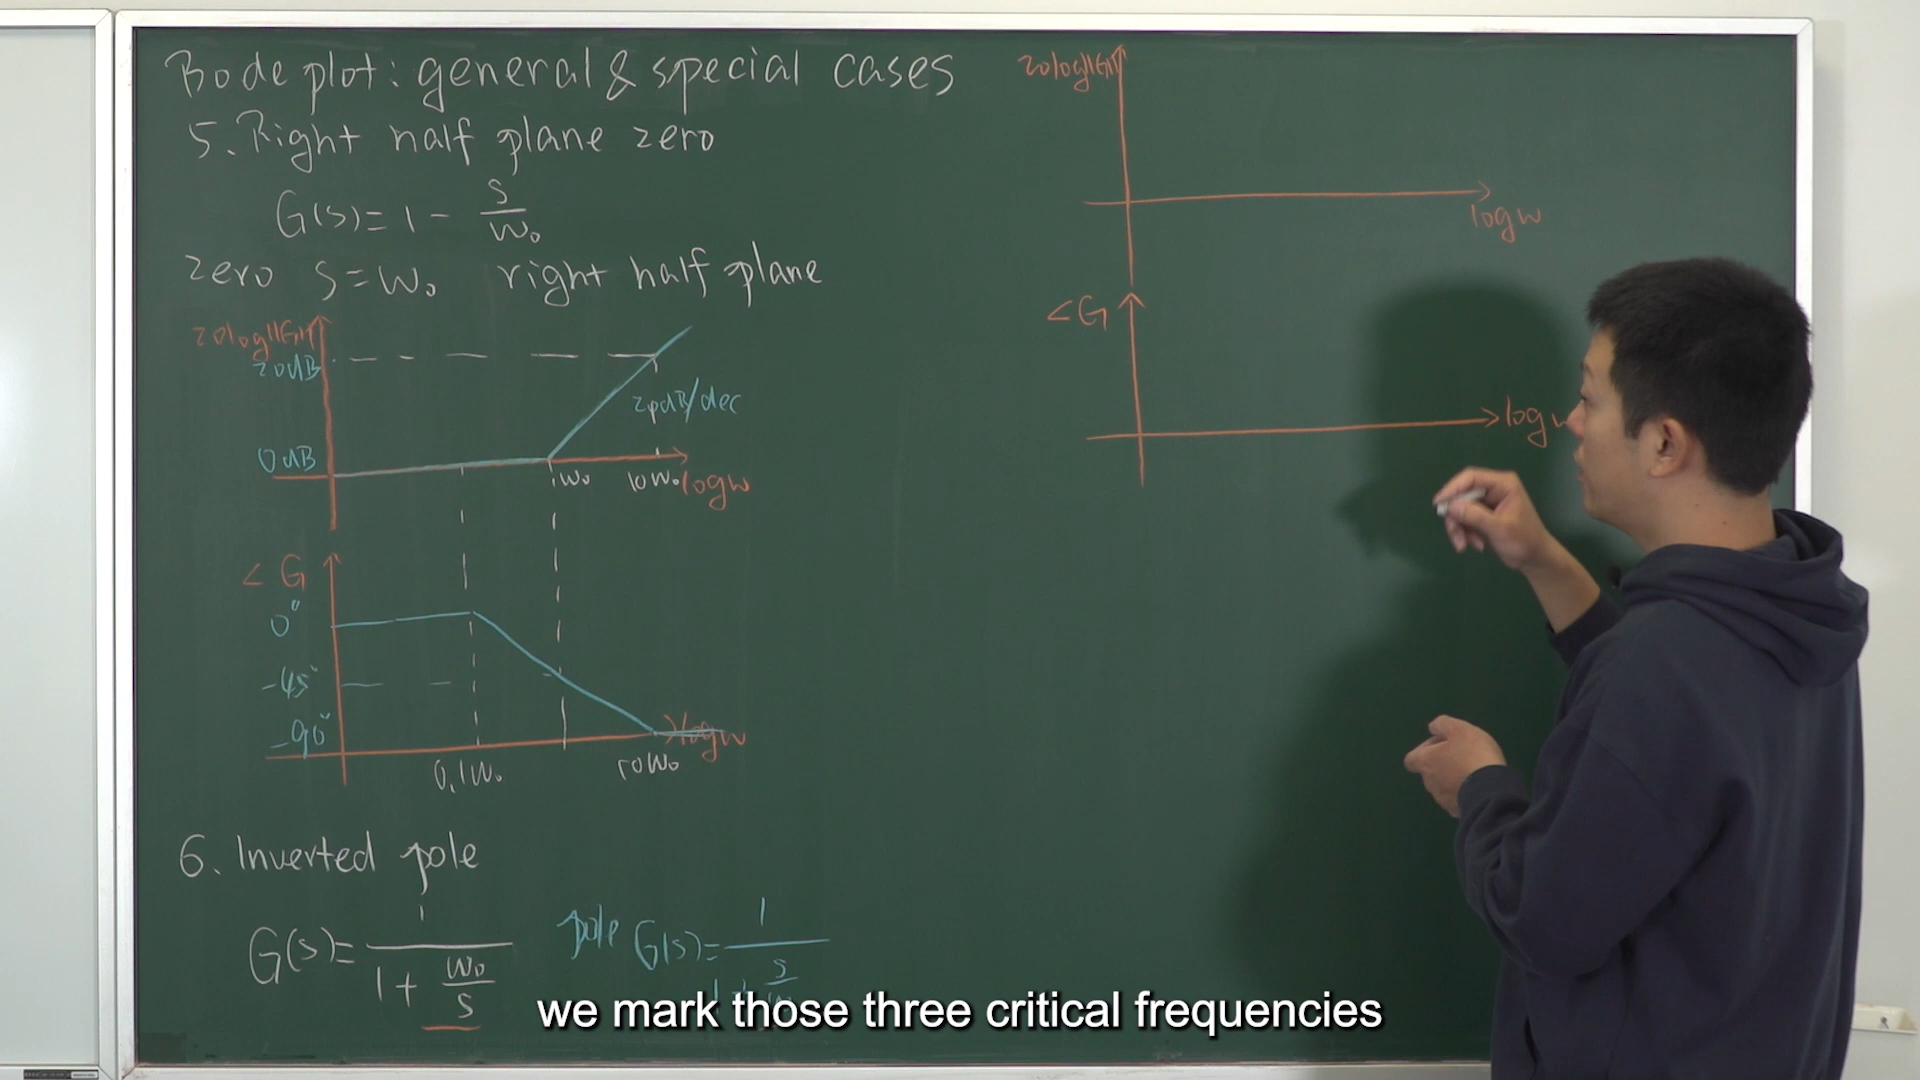 Bode plot: general & special cases
5. Right half plane zero
G(s) = 1 - s/w₀
zero s = w₀ right half plane
20log||G||
20dB
20dB/dec
0dB
w₀ 10w₀ logw
∠G
0°
-45°
-90°
logw
0.1w₀ 10w₀
6. Inverted pole
G(s) = 1/(1 + w₀/s)
pole G(s) = 1/(1 + s/w₀)
20log||G||
logw
∠G
logw
we mark those three critical frequencies